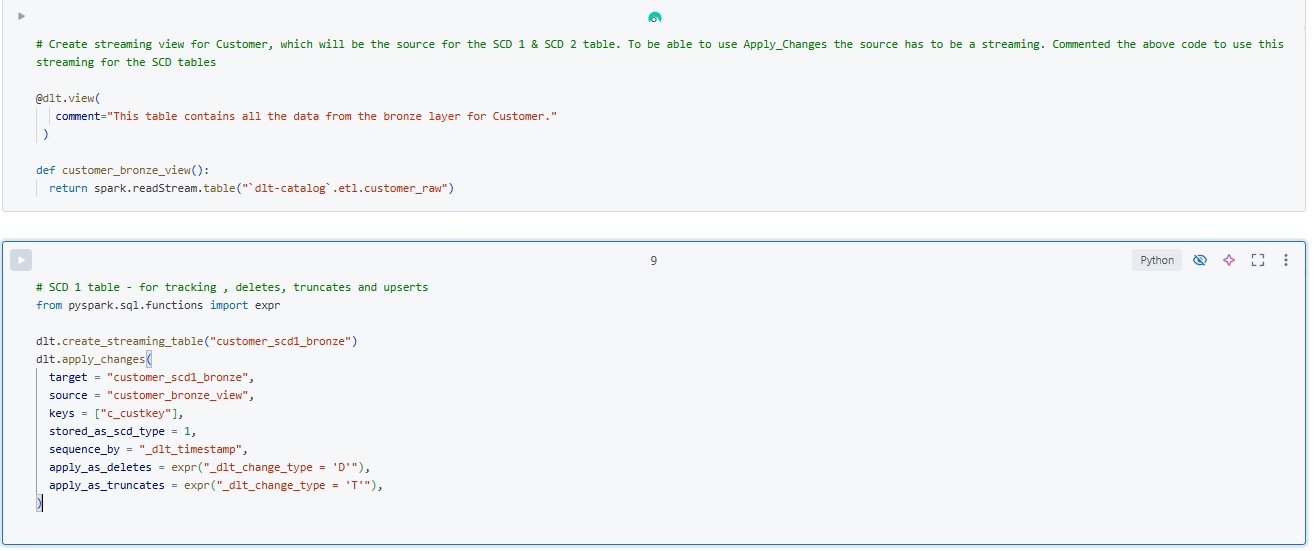 # Create streaming view for Customer, which will be the source for the SCD 1 & SCD 2 table. To be able to use Apply_Changes the source has to be a streaming. Commented the above code to use this
streaming for the SCD tables
@dlt.view(
comment="This table contains all the data from the bronze layer for Customer."
)
def customer_bronze_view():
return spark.readStream.table("`dlt-catalog`.etl.customer_raw")
9
Python
# SCD 1 table - for tracking , deletes, truncates and upserts
from pyspark.sql.functions import expr
dlt.create_streaming_table("customer_scd1_bronze")
dlt.apply_changes(
target = "customer_scd1_bronze",
source = "customer_bronze_view",
keys = ["c_custkey"],
stored_as_scd_type = 1,
sequence_by = "_dlt_timestamp",
apply_as_deletes = expr("_dlt_change_type = 'D'"),
apply_as_truncates = expr("_dlt_change_type = 'T'"),
)